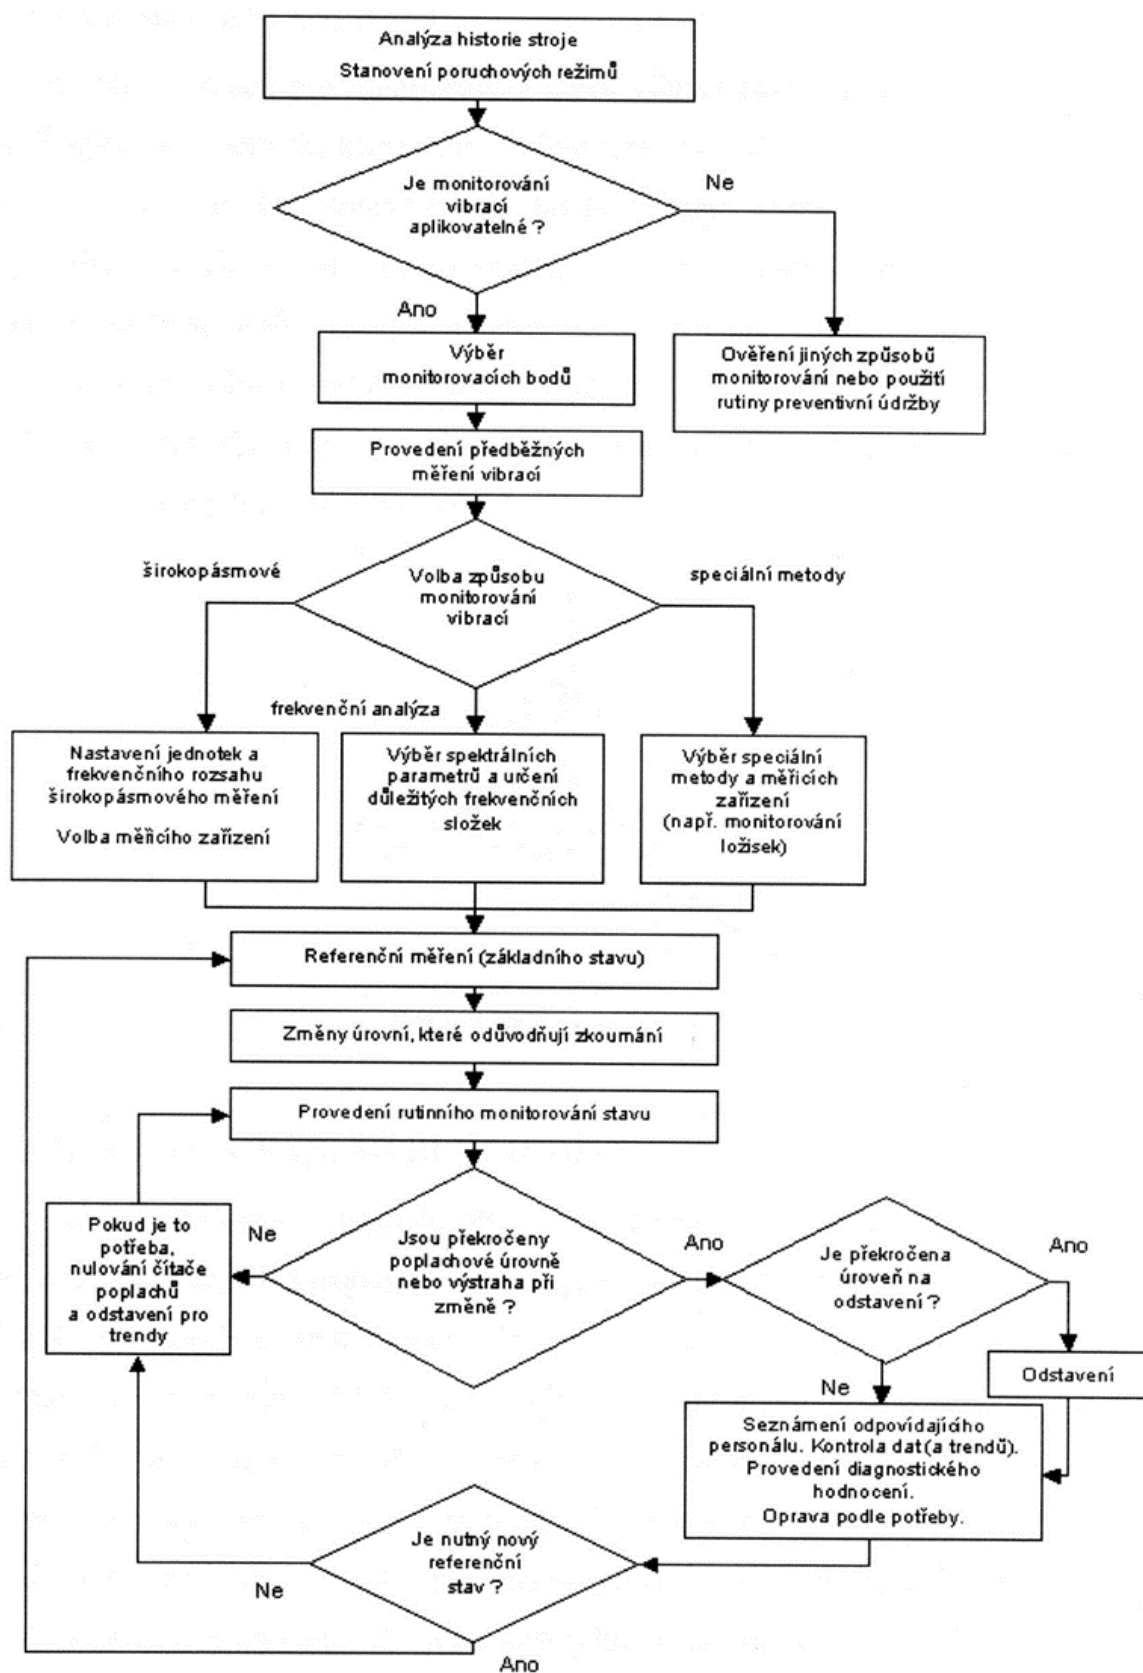 Analýza historie stroje
Stanovení poruchových režimů
Je monitorování
vibrací
aplikovatelné ?
Ne
Ano
Výběr
monitorovacích bodů
Ověření jiných způsobů
monitorování nebo použití
rutiny preventivní údržby
Provedení předběžných
měření vibrací
širokopásmové
Volba způsobu
monitorování
vibrací
speciální metody
frekvenční analýza
Nastavení jednotek a
frekvenčního rozsahu
širokopásmového měření
Volba měřicího zařízení
Výběr spektrálních
parametrů a určení
důležitých frekvenčních
složek
Výběr speciální
metody a měřicích
zařízení
(např. monitorování
ložisek)
Referenční měření (základního stavu)
Změny úrovní, které odůvodňují zkoumání
Provedení rutinního monitorování stavu
Pokud je to
potřeba,
nulování čítače
poplachů
a odstavení pro
trendy
Ne
Jsou překročeny
poplachové úrovně
nebo výstraha při
změně ?
Ano
Je překročena
úroveň na
odstavení ?
Ano
Odstavení
Ne
Seznámení odpovídajícího
personálu. Kontrola dat (a trendů).
Provedení diagnostického
hodnocení.
Oprava podle potřeby.
Je nutný nový
referenční
stav ?
Ne
Ano